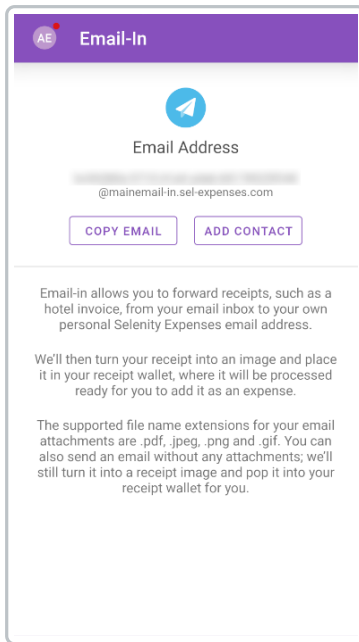 AE
Email-In
Email Address
@mainemail-in.sel-expenses.com
COPY EMAIL
ADD CONTACT
Email-in allows you to forward receipts, such as a
hotel invoice, from your email inbox to your own
personal Selenity Expenses email address.
We'll then turn your receipt into an image and place
it in your receipt wallet, where it will be processed
ready for you to add it as an expense.
The supported file name extensions for your email
attachments are .pdf, .jpeg, .png and .gif. You can
also send an email without any attachments; we'll
still turn it into a receipt image and pop it into your
receipt wallet for you.